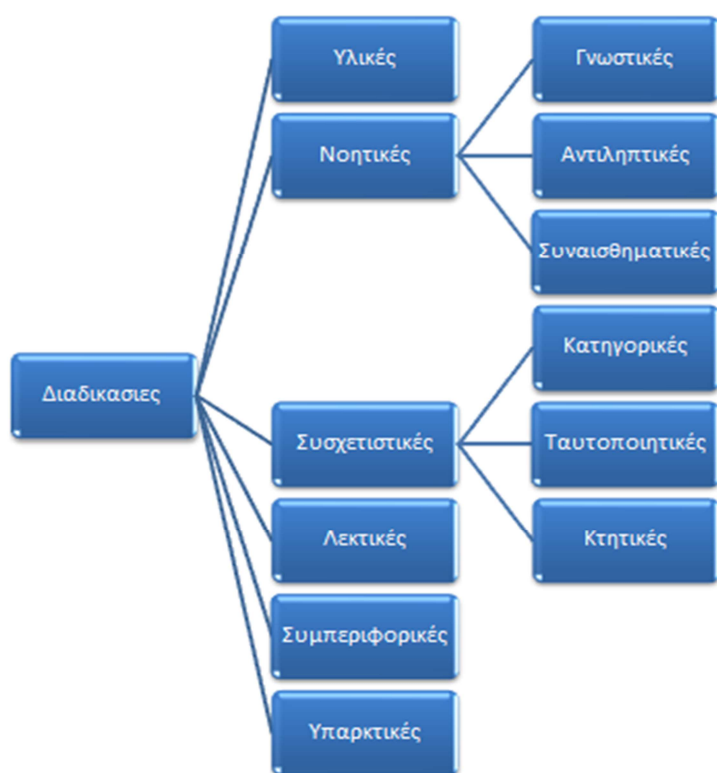 Διαδικασιες
Υλικές
Νοητικές
Γνωστικές
Αντιληπτικές
Συναισθηματικές
Συσχετιστικές
Κατηγορικές
Ταυτοποιητικές
Κτητικές
Λεκτικές
Συμπεριφορικές
Υπαρκτικές